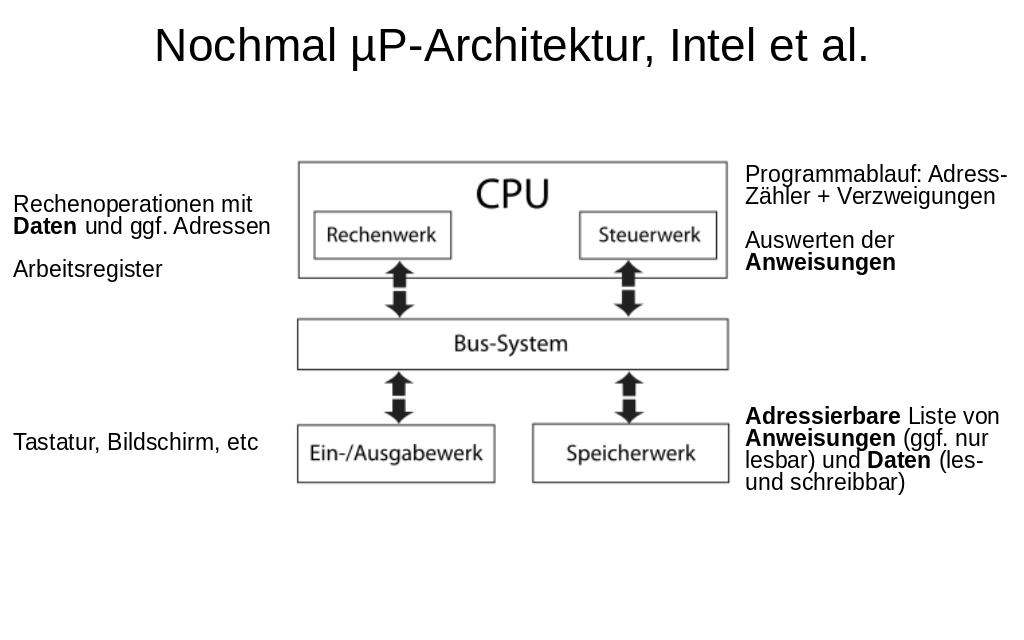 Nochmal µP-Architektur, Intel et al.
Rechenoperationen mit
Daten und ggf. Adressen
Arbeitsregister
CPU
Rechenwerk
Steuerwerk
Programmablauf: Adress-
Zähler + Verzweigungen
Auswerten der
Anweisungen
Bus-System
Tastatur, Bildschirm, etc
Ein-/Ausgabewerk
Speicherwerk
Adressierbare Liste von
Anweisungen (ggf. nur
lesbar) und Daten (les-
und schreibbar)